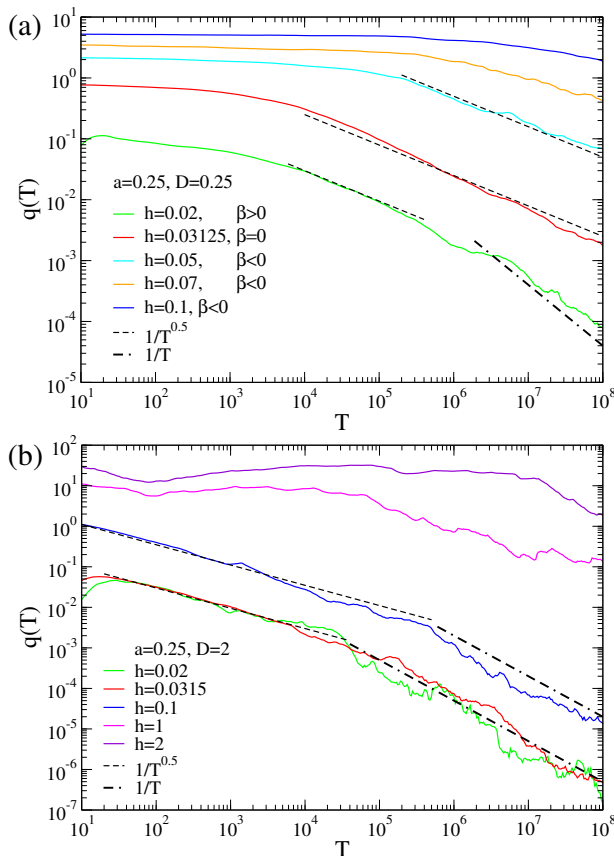 (a)
10^1
10^0
10^-1
10^-2
10^-3
10^-4
10^-5
q(T)
a=0.25, D=0.25
h=0.02, β>0
h=0.03125, β=0
h=0.05, β<0
h=0.07, β<0
h=0.1, β<0
1/T^0.5
1/T
10^1 10^2 10^3 10^4 10^5 10^6 10^7 10^8
T
(b)
10^2
10^1
10^0
10^-1
10^-2
10^-3
10^-4
10^-5
10^-6
10^-7
q(T)
a=0.25, D=2
h=0.02
h=0.0315
h=0.1
h=1
h=2
1/T^0.5
1/T
10^1 10^2 10^3 10^4 10^5 10^6 10^7 10^8
T